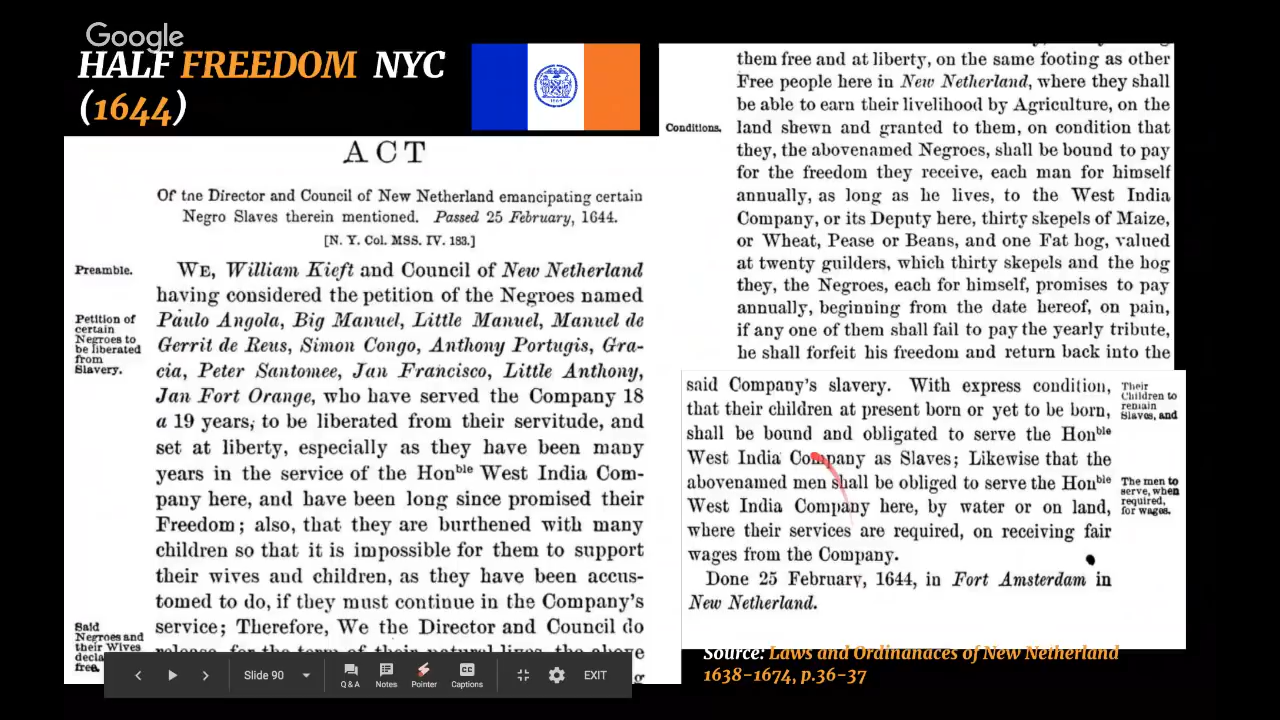 Google
HALF FREEDOM NYC
(1644)
ACT
Of tne Director and Council of New Netherland emancipating certain
Negro Slaves therein mentioned. Passed 25 February, 1644.
[N. Y. Col. MSS. IV. 183.]
Preamble.
WE, William Kieft and Council of New Netherland
having considered the petition of the Negroes named
Petition of
certain
Negroes to
be liberated
from
Slavery.
Paulo Angola, Big Manuel, Little Manuel, Manuel de
Gerrit de Reus, Simon Congo, Anthony Portugis, Gra-
cia, Peter Santomee, Jan Francisco, Little Anthony,
Jan Fort Orange, who have served the Company 18
a 19 years, to be liberated from their servitude, and
set at liberty, especially as they have been many
years in the service of the Honble West India Com-
pany here, and have been long since promised their
Freedom; also, that they are burthened with many
children so that it is impossible for them to support
their wives and children, as they have been accus-
tomed to do, if they must continue in the Company's
service; Therefore, We the Director and Council do
Said
Negroes and
their Wives
decla
free.
release, for the term of their natural lives, the above
them free and at liberty, on the same footing as other
Free people here in New Netherland, where they shall
be able to earn their livelihood by Agriculture, on the
Conditions.
land shewn and granted to them, on condition that
they, the abovenamed Negroes, shall be bound to pay
for the freedom they receive, each man for himself
annually, as long as he lives, to the West India
Company, or its Deputy here, thirty skepels of Maize,
or Wheat, Pease or Beans, and one Fat hog, valued
at twenty guilders, which thirty skepels and the hog
they, the Negroes, each for himself, promises to pay
annually, beginning from the date hereof, on pain,
if any one of them shall fail to pay the yearly tribute,
he shall forfeit his freedom and return back into the
said Company's slavery. With express condition,
that their children at present born or yet to be born,
shall be bound and obligated to serve the Honble
West India Company as Slaves; Likewise that the
abovenamed men shall be obliged to serve the Honble
West India Company here, by water or on land,
where their services are required, on receiving fair
wages from the Company.
Their
Children to
remain
Slaves, and
The men to
serve, when
required,
for wages.
Done 25 February, 1644, in Fort Amsterdam in
New Netherland.
Source: Laws and Ordinanaces of New Netherland
1638-1674, p.36-37
Slide 90
Q & A
Notes
Pointer
Captions
EXIT